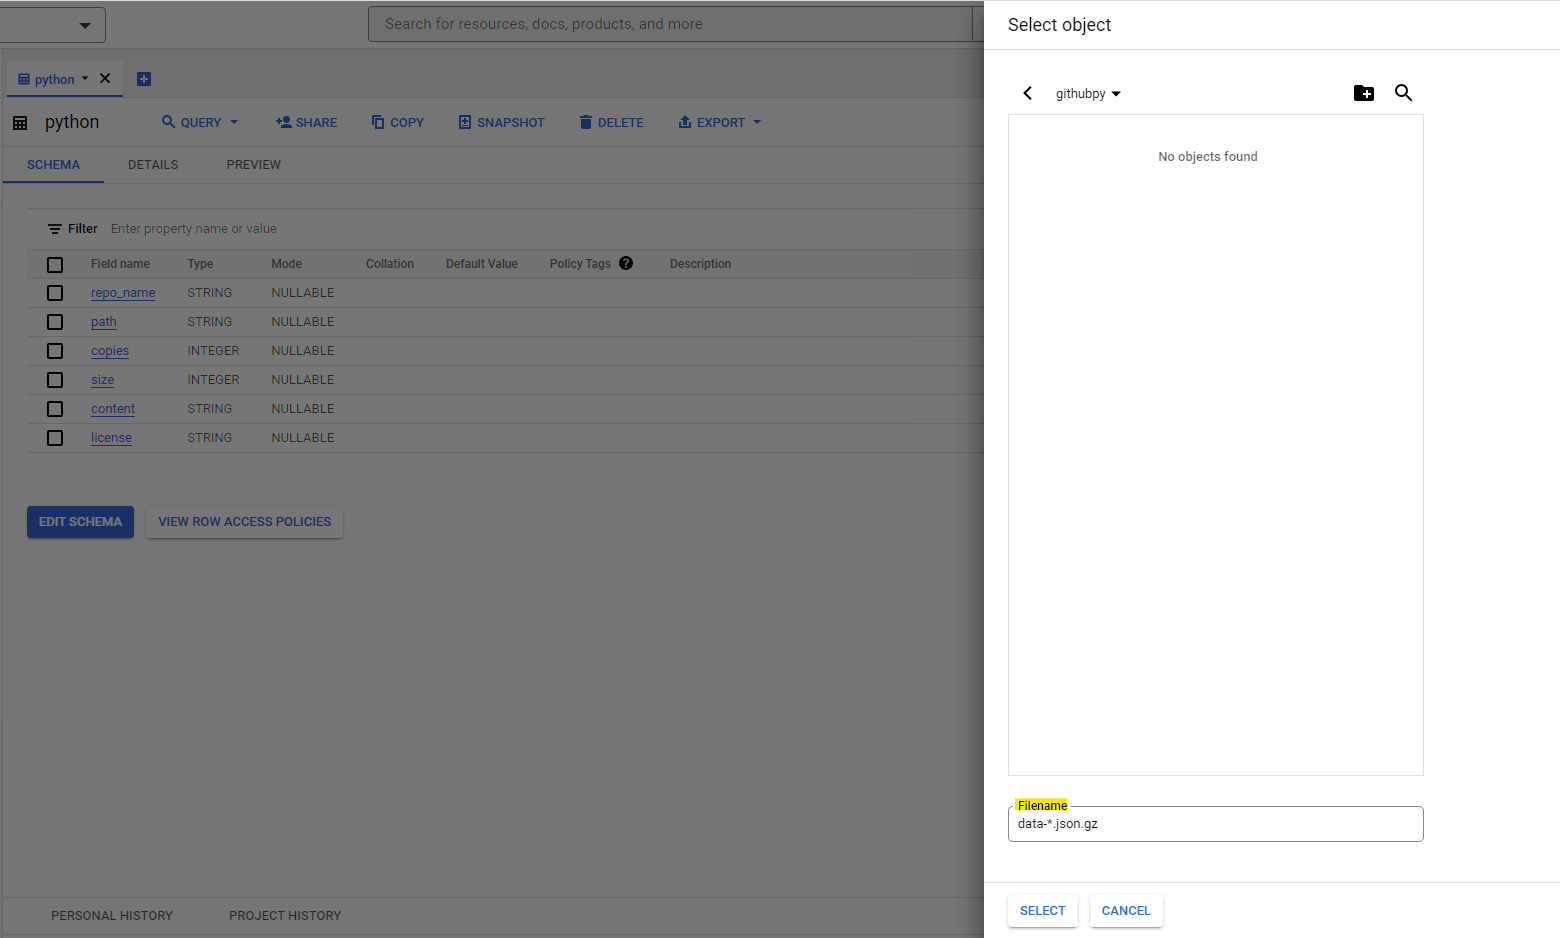 Search for resources, docs, products, and more
python
python
QUERY
SHARE
COPY
SNAPSHOT
DELETE
EXPORT
SCHEMA
DETAILS
PREVIEW
Filter Enter property name or value
Field name Type Mode Collation Default Value Policy Tags ? Description
repo_name STRING NULLABLE
path STRING NULLABLE
copies INTEGER NULLABLE
size INTEGER NULLABLE
content STRING NULLABLE
license STRING NULLABLE
EDIT SCHEMA
VIEW ROW ACCESS POLICIES
PERSONAL HISTORY
PROJECT HISTORY
Select object
githubpy
No objects found
Filename
data-*.json.gz
SELECT
CANCEL